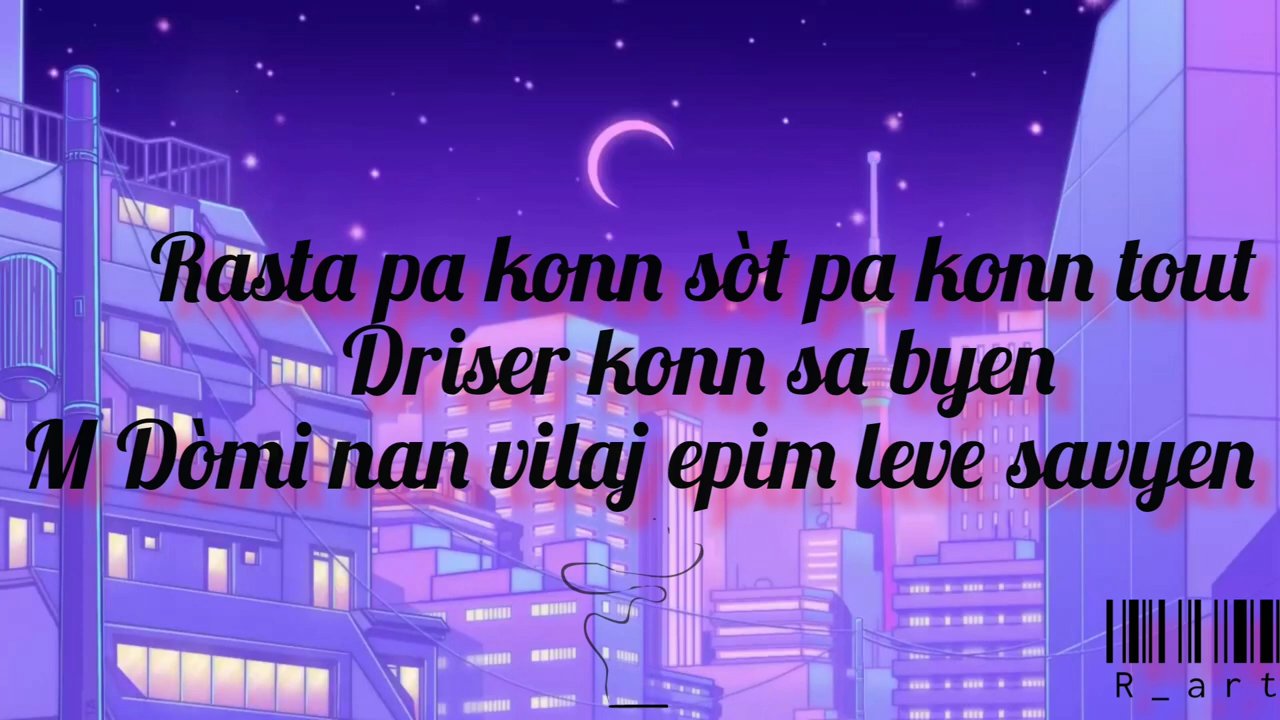 Rasta pa konn sòt pa konn tout
Driser konn sa byen
M Dòmi nan vilaj epim leve savyen
R_art